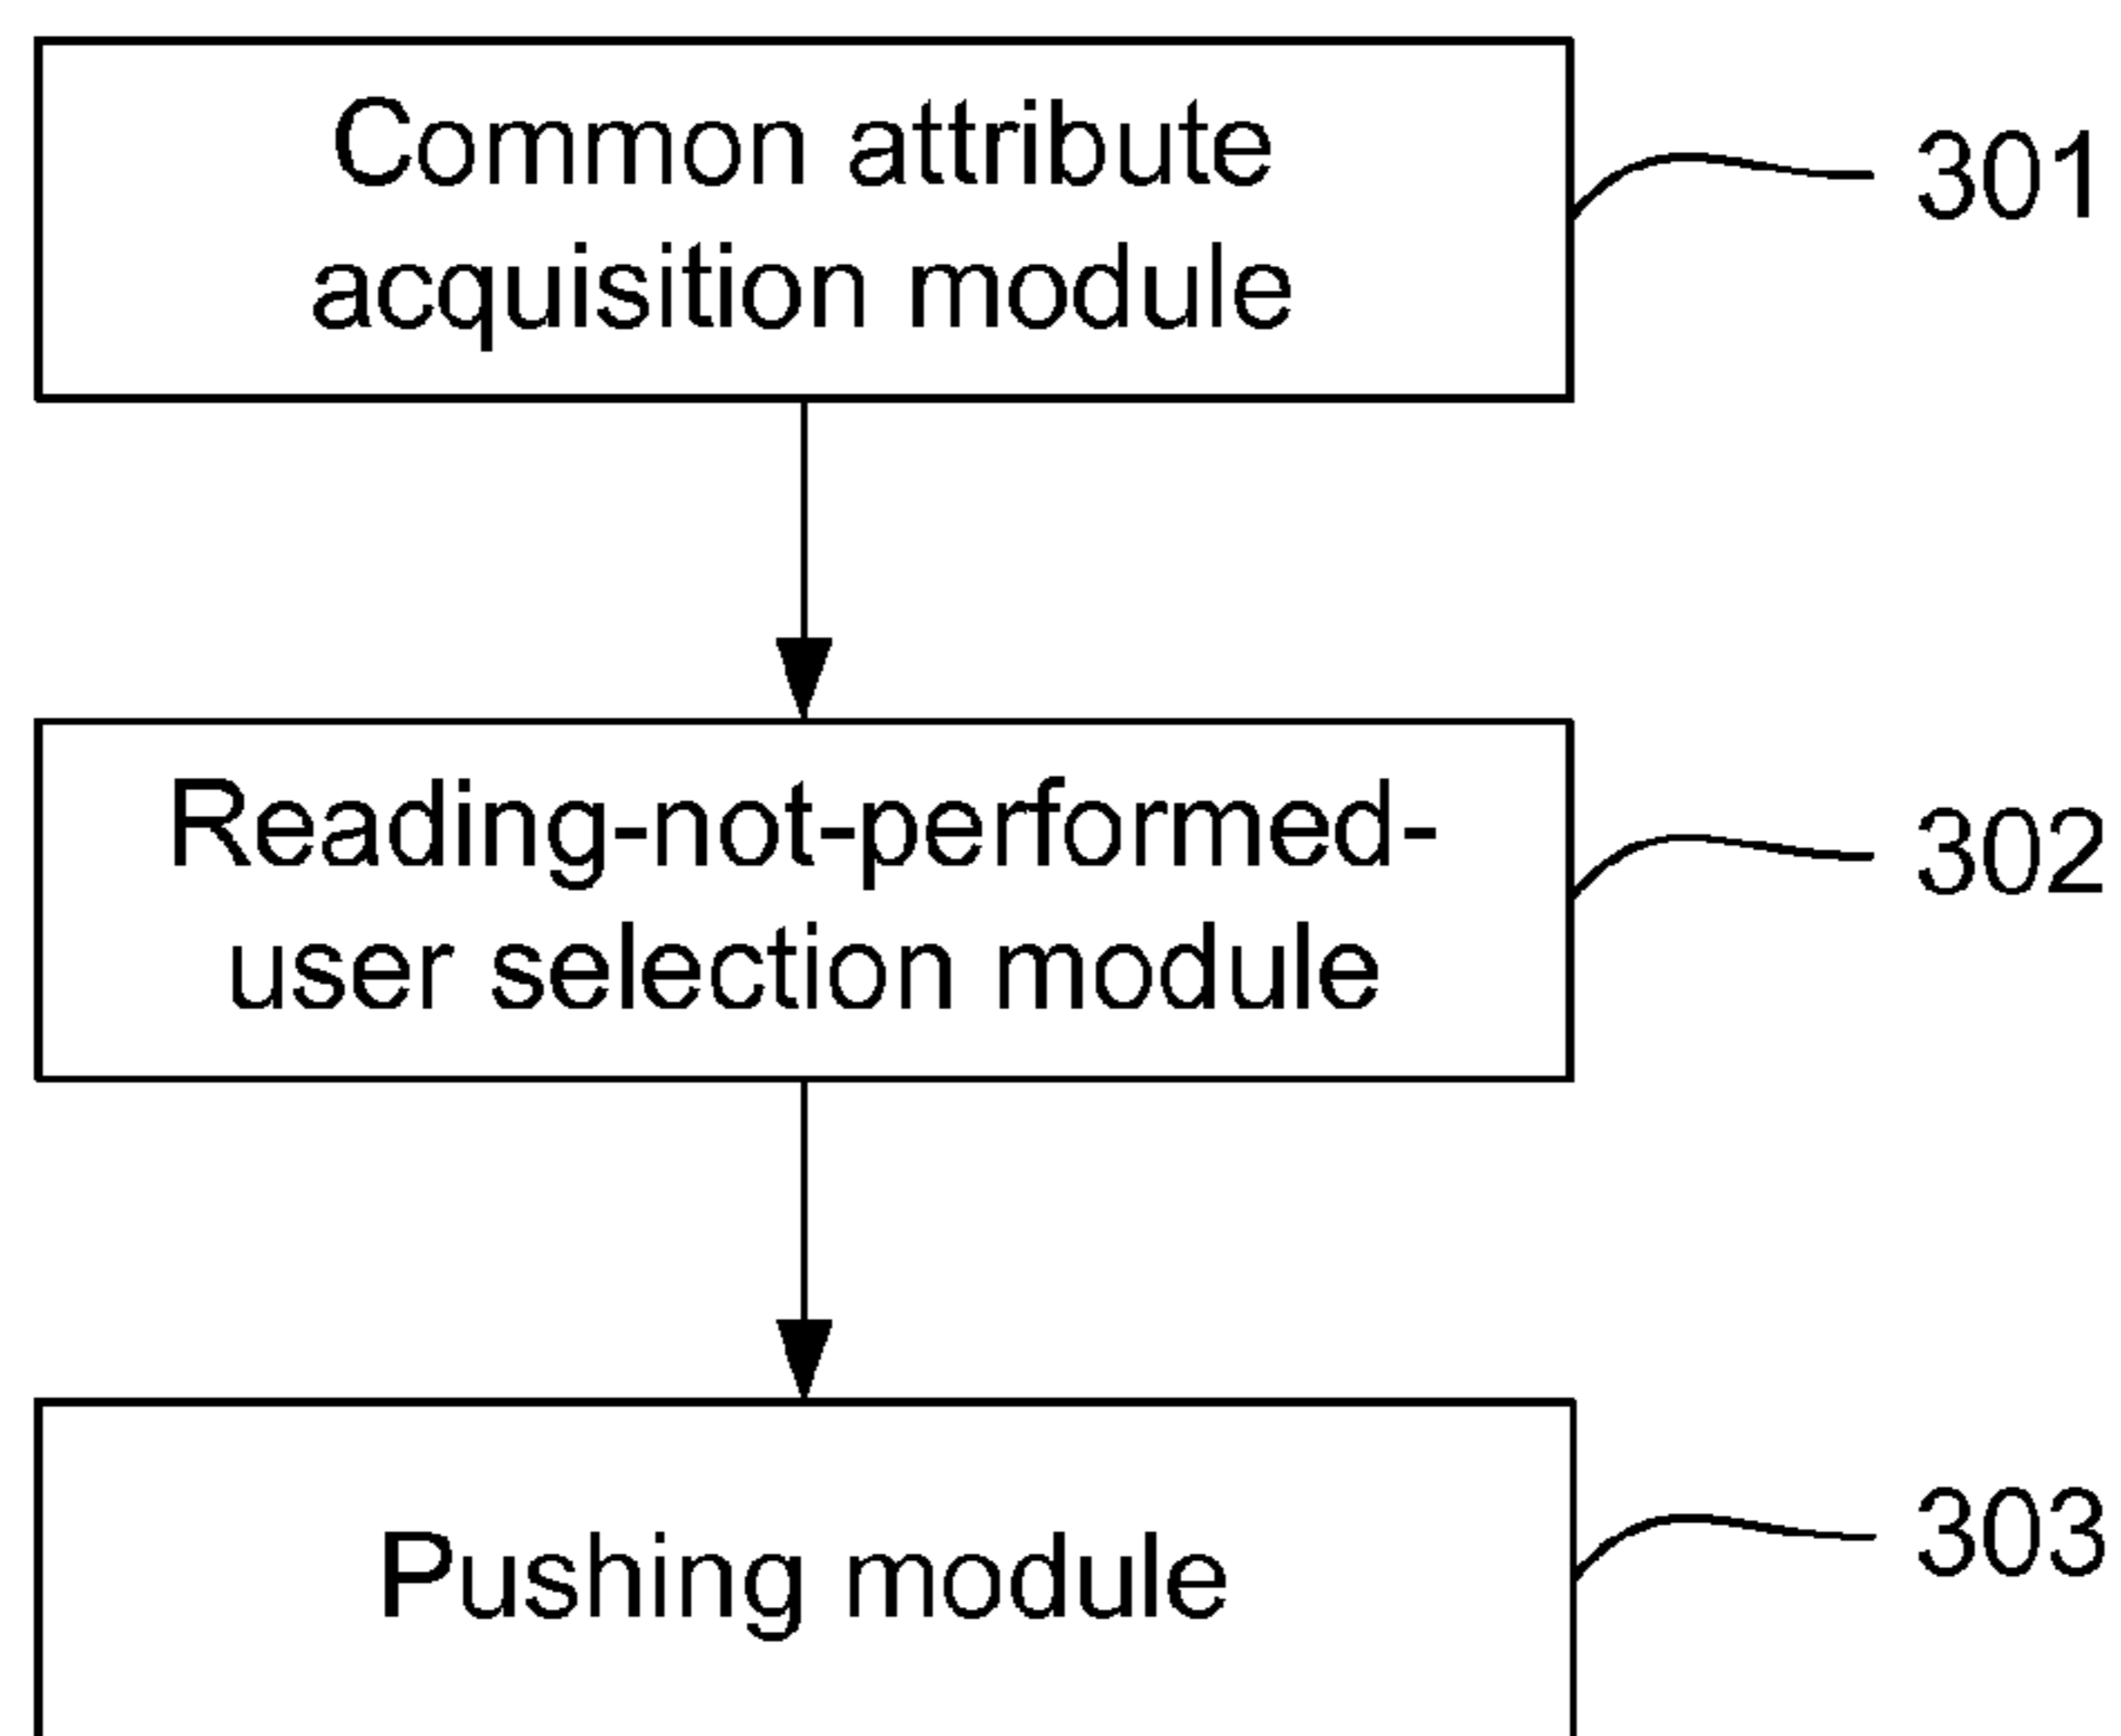 Common attribute
acquisition module
301
Reading-not-performed-
user selection module
302
Pushing module
303